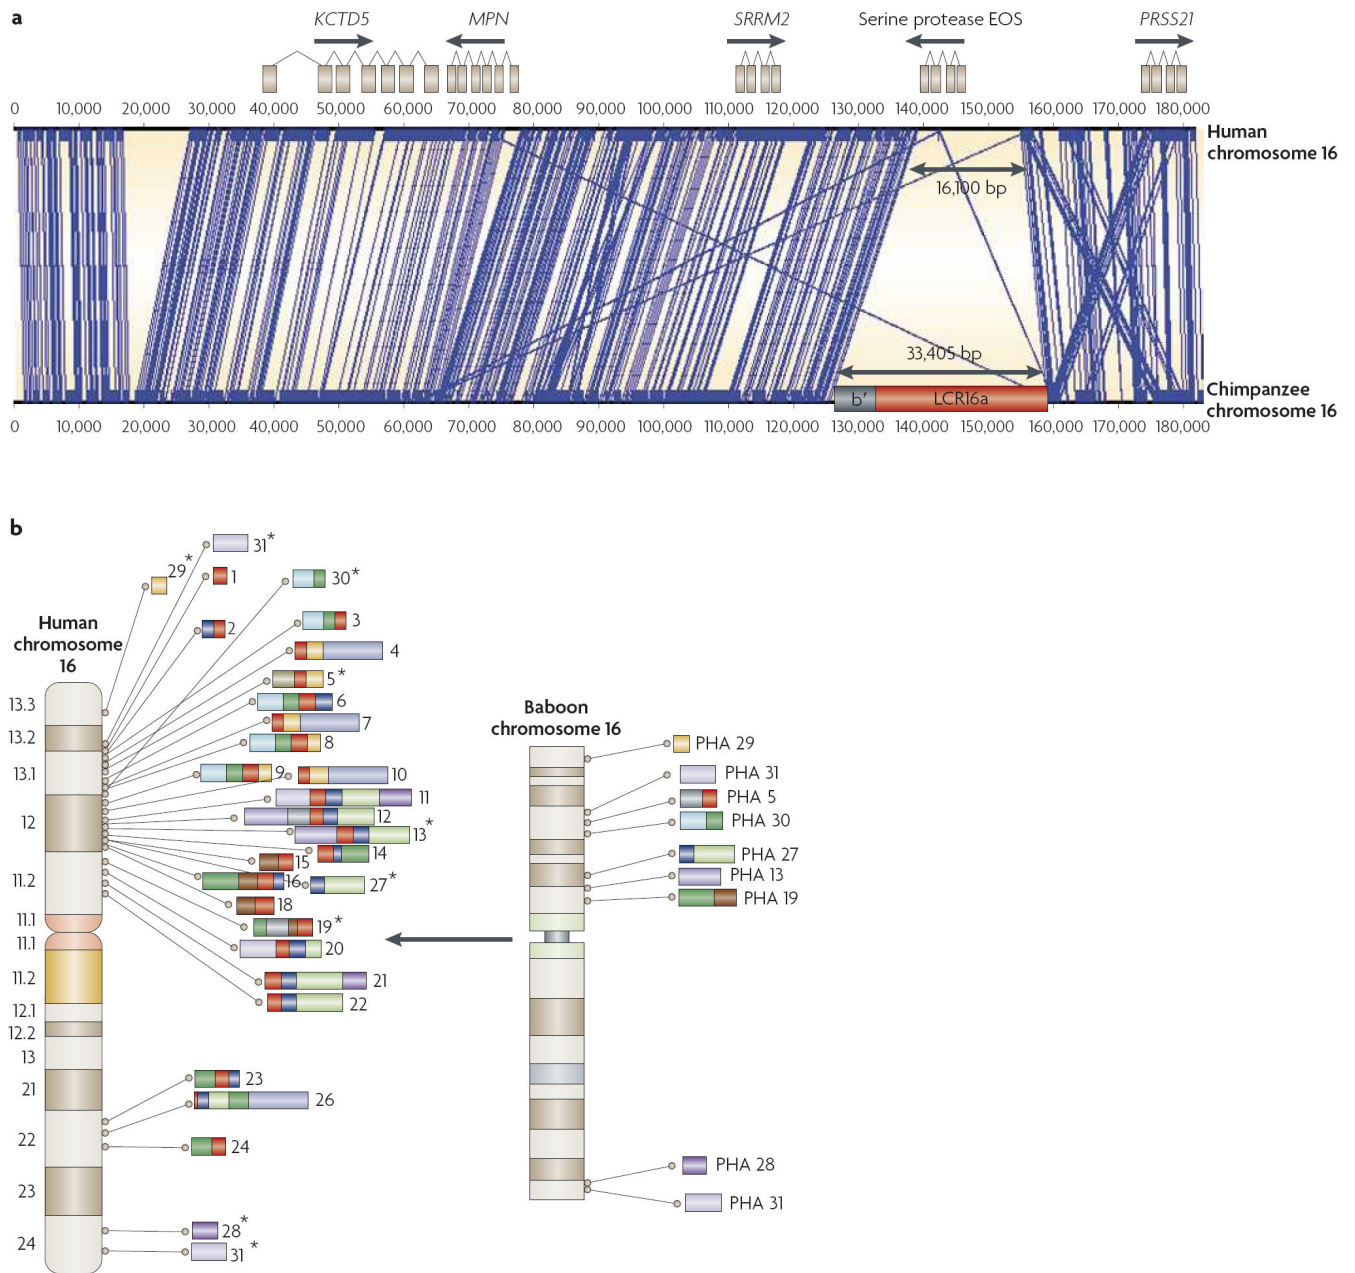 a
KCTD5 MPN SRRM2 Serine protease EOS PRSS21
0 10,000 20,000 30,000 40,000 50,000 60,000 70,000 80,000 90,000 100,000 110,000 120,000 130,000 140,000 150,000 160,000 170,000 180,000
Human
chromosome 16
16,100 bp
33,405 bp
b′ LCR16a
Chimpanzee
chromosome 16
0 10,000 20,000 30,000 40,000 50,000 60,000 70,000 80,000 90,000 100,000 110,000 120,000 130,000 140,000 150,000 160,000 170,000 180,000
b
Human
chromosome
16
13.3
13.2
13.1
12
11.2
11.1
11.1
11.2
12.1
12.2
13
21
22
23
24
31*
29*
1
30*
2
3
4
5*
6
7
8
9
10
11
12
13*
14
15
16
27*
18
19*
20
21
22
23
26
24
28*
31*
Baboon
chromosome 16
PHA 29
PHA 31
PHA 5
PHA 30
PHA 27
PHA 13
PHA 19
PHA 28
PHA 31